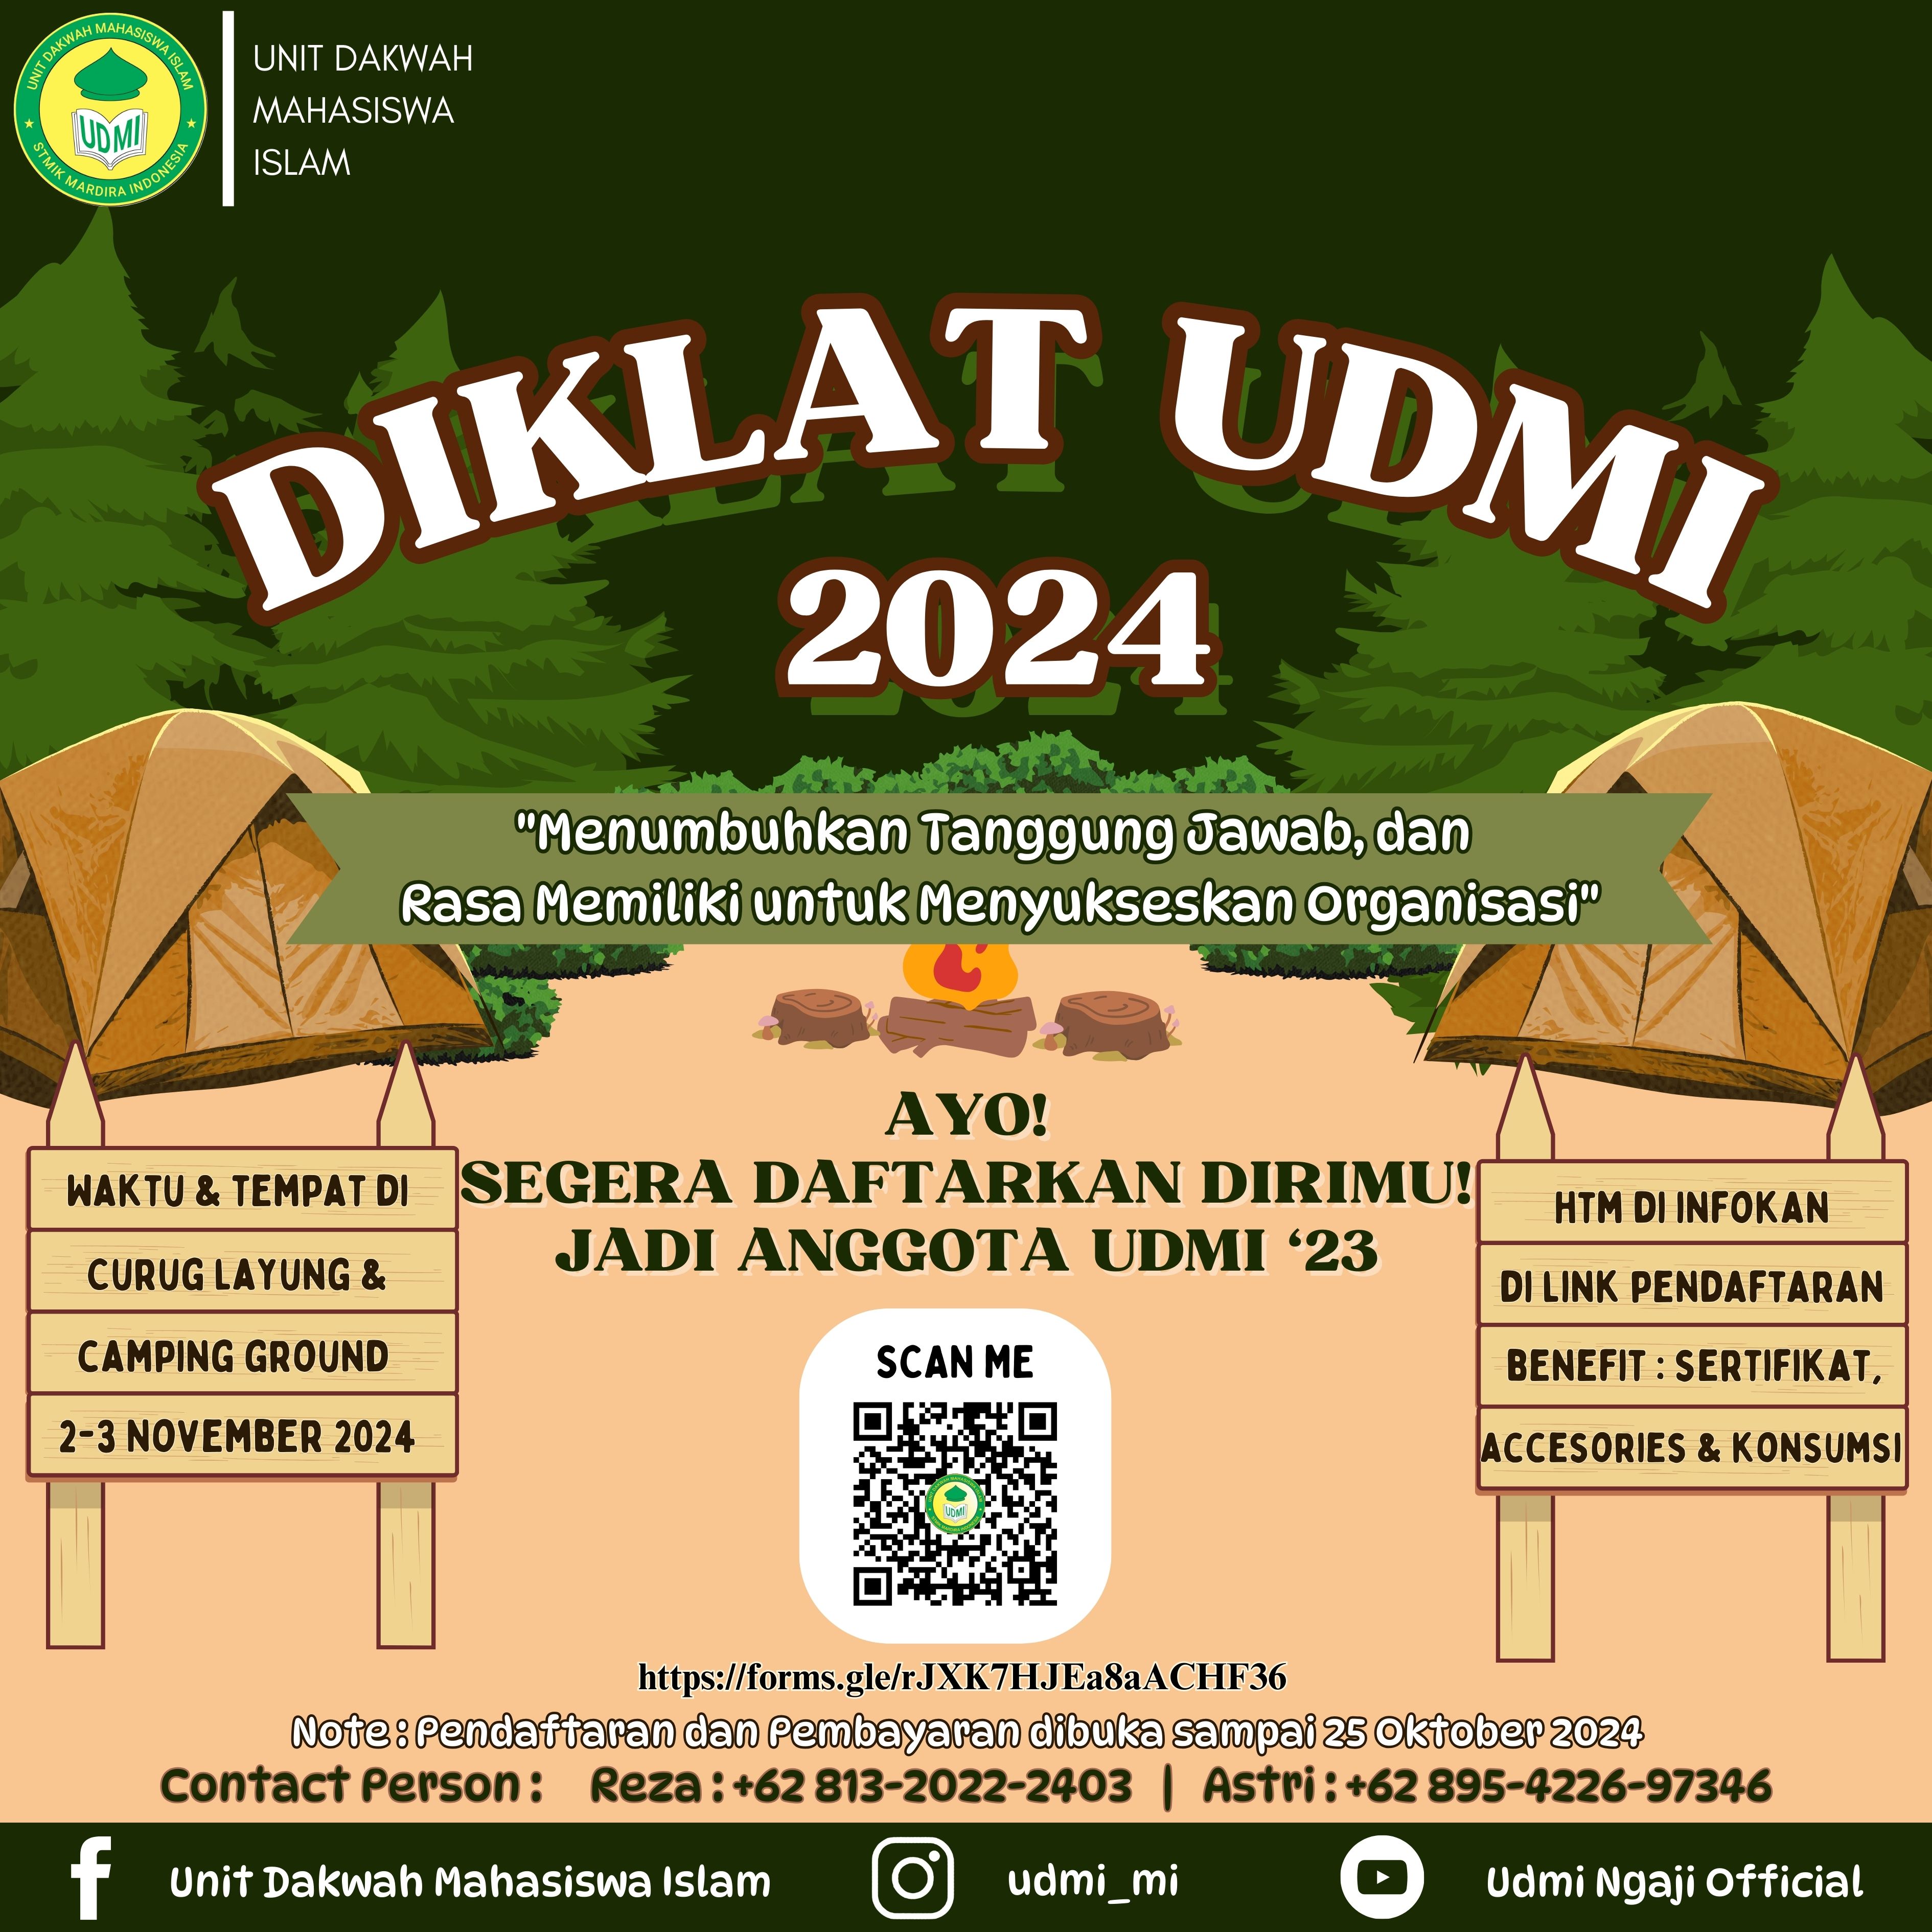 UNIT DAKWAH MAHASISWA ISLAM
UDMI
STMIK MARDIRA INDONESIA
UNIT DAKWAH
MAHASISWA
ISLAM
DIKLAT UDMI
2024
"Menumbuhkan Tanggung Jawab, dan
Rasa Memiliki untuk Menyukseskan Organisasi"
AYO!
SEGERA DAFTARKAN DIRIMU!
JADI ANGGOTA UDMI ‘23
WAKTU & TEMPAT DI
CURUG LAYUNG &
CAMPING GROUND
2-3 NOVEMBER 2024
HTM DI INFOKAN
DI LINK PENDAFTARAN
BENEFIT : SERTIFIKAT,
ACCESORIES & KONSUMSI
SCAN ME
UDMI
https://forms.gle/rJXK7HJEa8aACHF36
Note : Pendaftaran dan Pembayaran dibuka sampai 25 Oktober 2024
Contact Person : Reza : +62 813-2022-2403 | Astri : +62 895-4226-97346
Unit Dakwah Mahasiswa Islam
udmi_mi
Udmi Ngaji Official